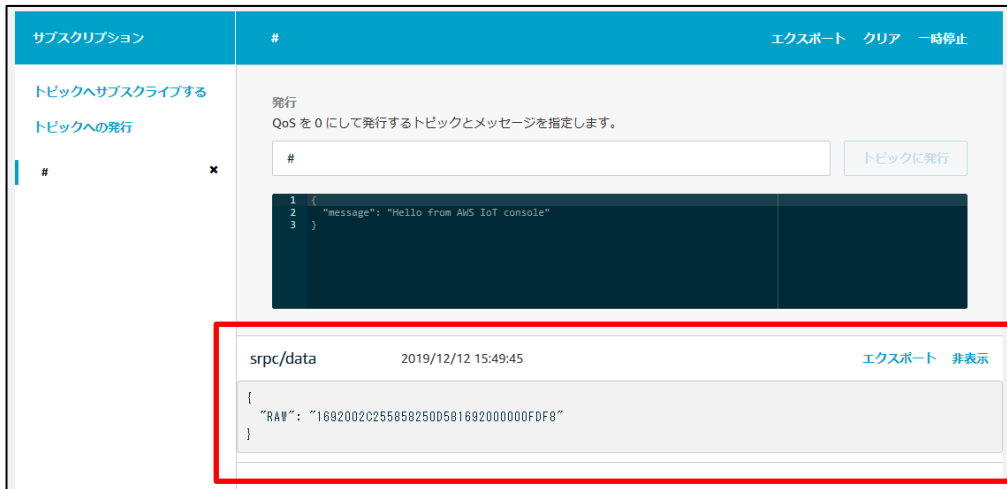 サブスクリプション
# エクスポート クリア 一時停止
トピックへサブスクライブする
トピックへの発行
# ×
発行
QoS を 0 にして発行するトピックとメッセージを指定します。
# トピックに発行
1 {
2 "message": "Hello from AWS IoT console"
3 }
srpc/data 2019/12/12 15:49:45 エクスポート 非表示
{
"RAW": "1692002C255858250D581692000000FDF8"
}